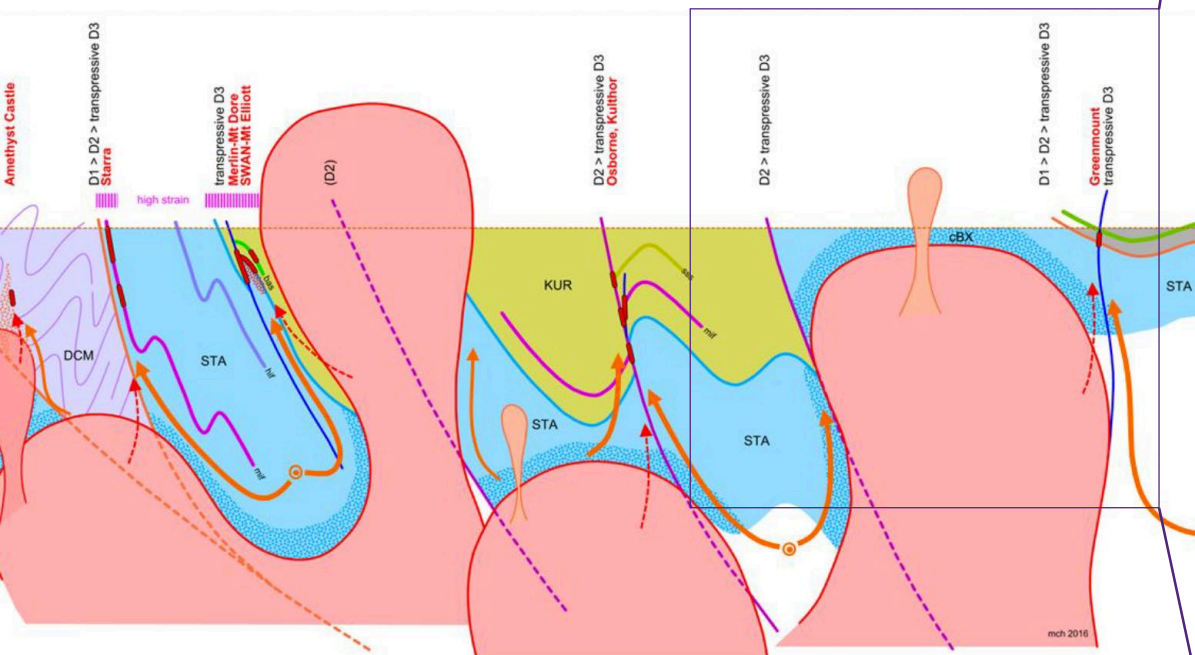 Amethyst Castle
D1 > D2 > transpressive D3
Starra
transpressive D3
Merlin-Mt Dore
SWAN-Mt Elliott
high strain
(D2)
D2 > transpressive D3
Osborne, Kulthor
D2 > transpressive D3
D1 > D2 > transpressive D3
Greenmount
transpressive D3
cBX
bas
KUR
sas
STA
DCM
STA
hif
mif
STA
STA
mif
mch 2016